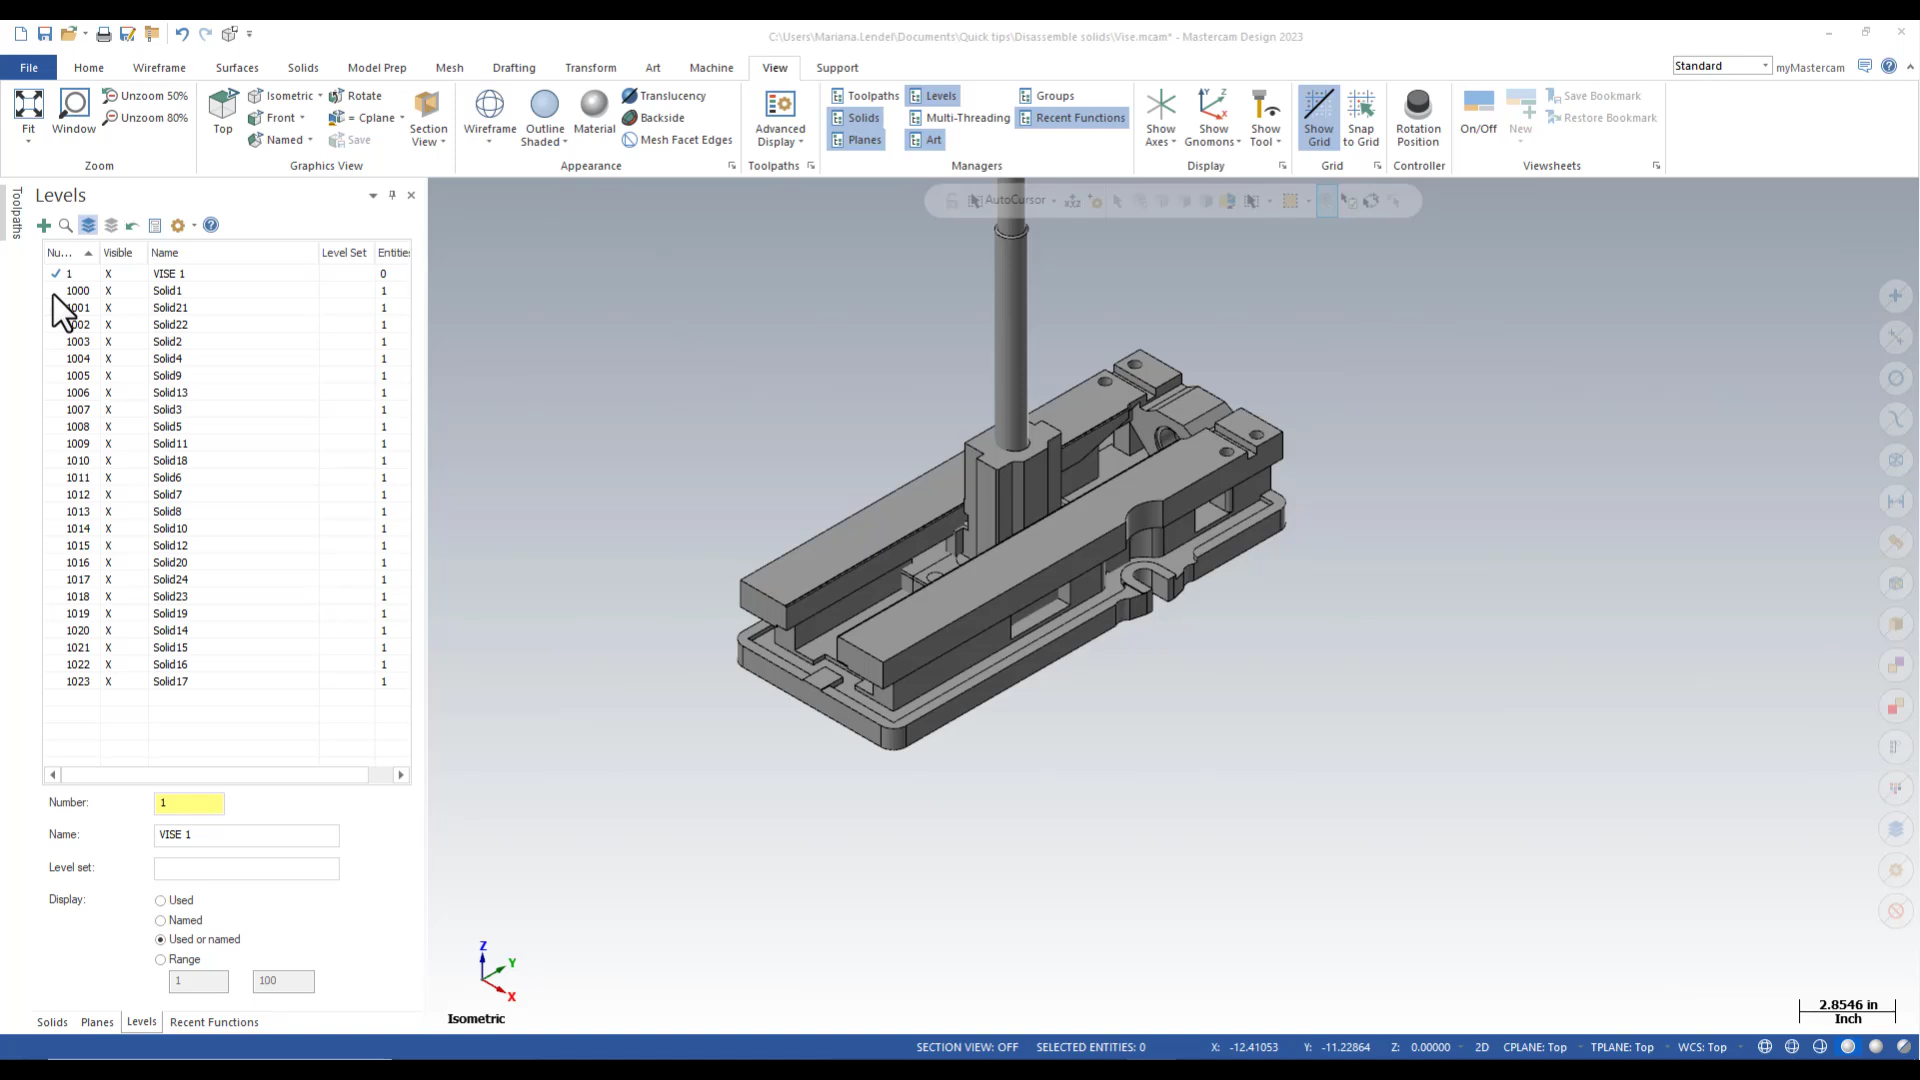 C:\Users\Mariana.Lendel\Documents\Quick tips\Disassemble solids\Vise.mcam* - Mastercam Design 2023
File Home Wireframe Surfaces Solids Model Prep Mesh Drafting Transform Art Machine View Support Standard myMastercam
Fit
Window
Unzoom 50%
Unzoom 80%
Zoom
Top
Isometric
Front
Named
Rotate
= Cplane
Save
Section View
Graphics View
Wireframe
Outline Shaded
Material
Translucency
Backside
Mesh Facet Edges
Appearance
Advanced Display
Toolpaths
Toolpaths
Solids
Planes
Levels
Multi-Threading
Art
Groups
Recent Functions
Managers
Show Axes
Show Gnomons
Show Tool
Display
Show Grid
Snap to Grid
Grid
Rotation Position
Controller
On/Off
New
Save Bookmark
Restore Bookmark
Viewsheets
Toolpaths
Levels
AutoCursor
Nu... Visible Name Level Set Entitie
1 X VISE 1 0
1000 X Solid1 1
001 X Solid21 1
002 X Solid22 1
1003 X Solid2 1
1004 X Solid4 1
1005 X Solid9 1
1006 X Solid13 1
1007 X Solid3 1
1008 X Solid5 1
1009 X Solid11 1
1010 X Solid18 1
1011 X Solid6 1
1012 X Solid7 1
1013 X Solid8 1
1014 X Solid10 1
1015 X Solid12 1
1016 X Solid20 1
1017 X Solid24 1
1018 X Solid23 1
1019 X Solid19 1
1020 X Solid14 1
1021 X Solid15 1
1022 X Solid16 1
1023 X Solid17 1
Number: 1
Name: VISE 1
Level set:
Display:
Used
Named
Used or named
Range
1 100
Z
Y
X
Isometric
2.8546 in
Inch
Solids Planes Levels Recent Functions
SECTION VIEW: OFF SELECTED ENTITIES: 0 X: -12.41053 Y: -11.22864 Z: 0.00000 2D CPLANE: Top TPLANE: Top WCS: Top